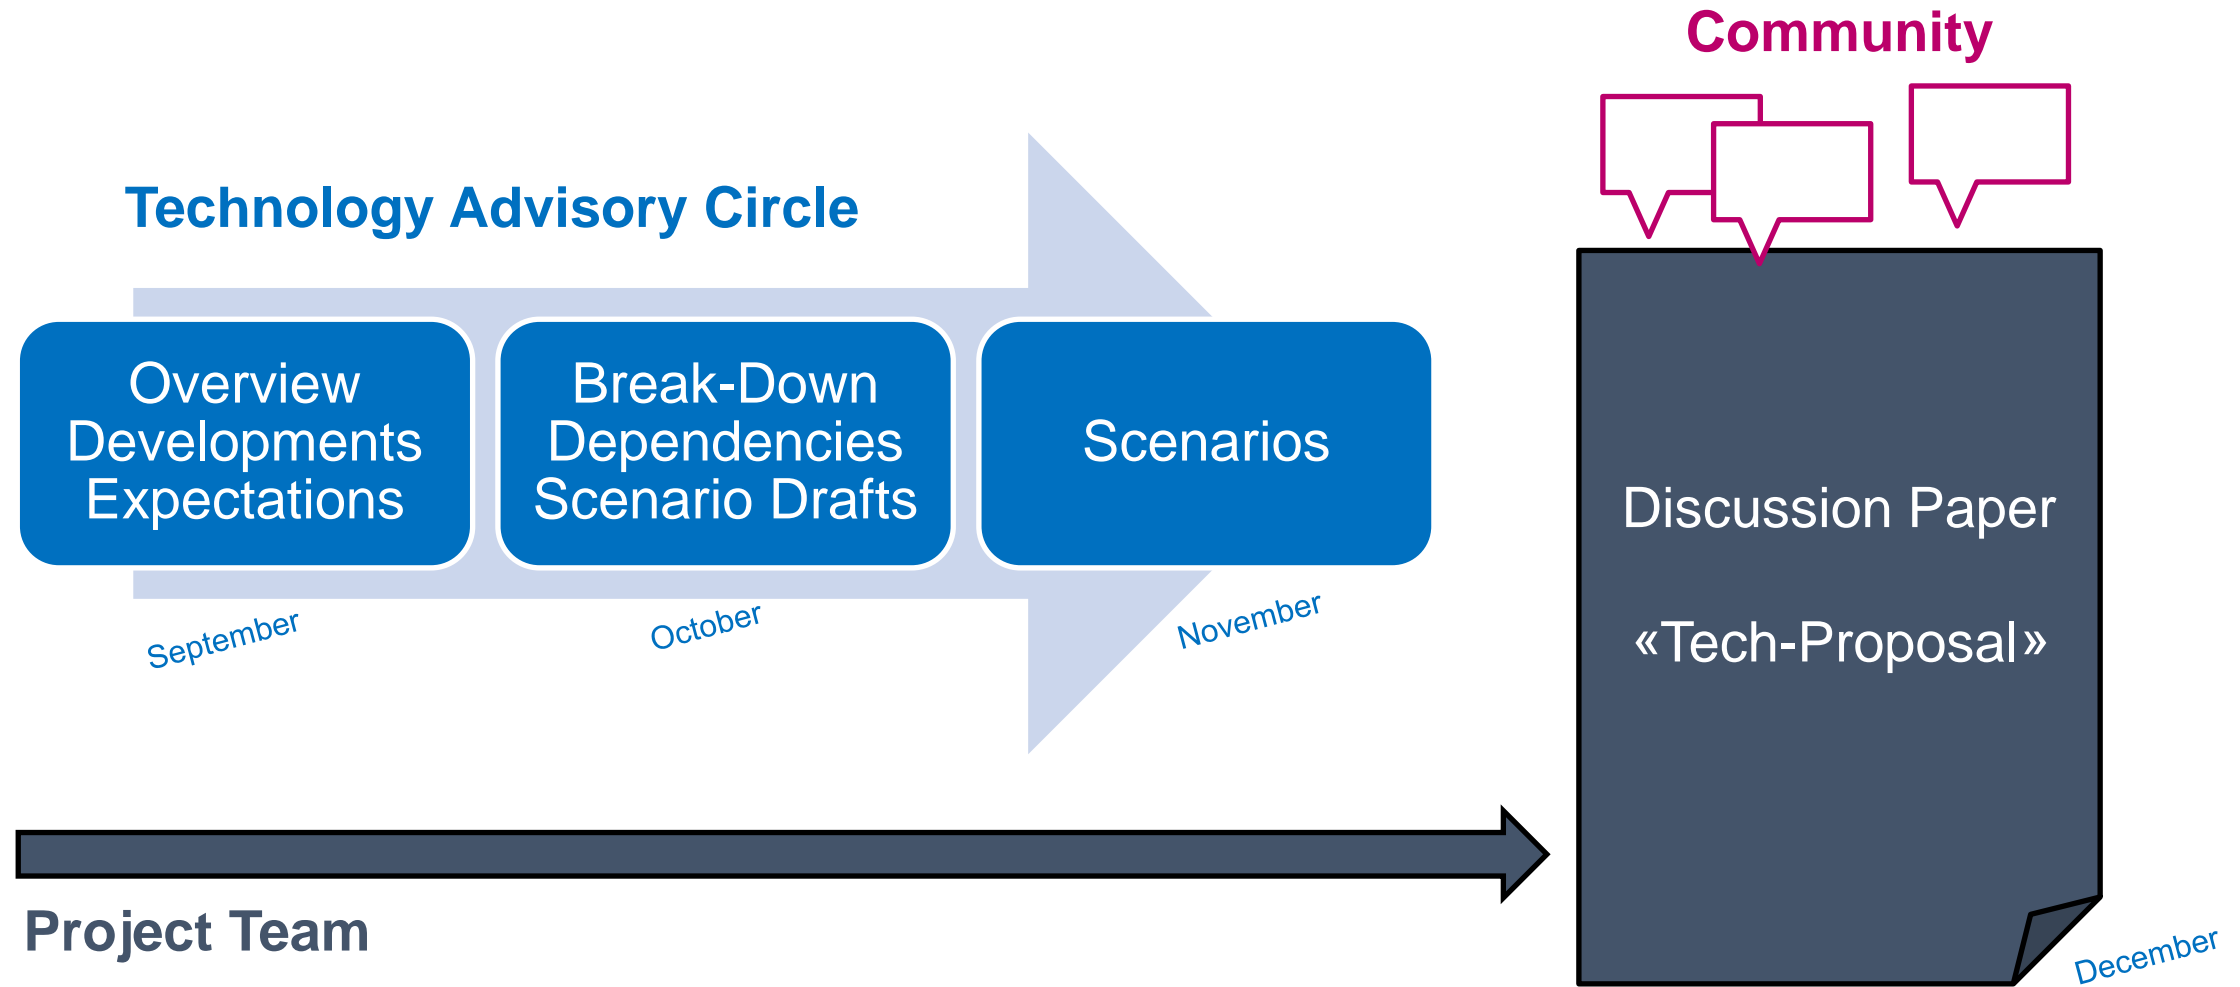 Community
Technology Advisory Circle
Overview
Developments
Expectations
Break-Down
Dependencies
Scenario Drafts
Scenarios
September
October
November
Discussion Paper
«Tech-Proposal»
Project Team
December